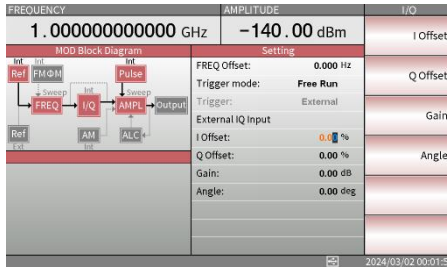 FREQUENCY AMPLITUDE I/Q
1.000000000000 GHz −140.00 dBm
I Offset
MOD Block Diagram Setting
Int Int Int
Ref FMΦM Pulse
FREQ Offset: 0.000 Hz
Q Offset
Sweep Int Sweep
Trigger mode: Free Run
FREQ I/Q AMPL Output
Trigger: External
Gain
External IQ Input
Ref AM ALC
I Offset: 0.00 %
Ext Int
Q Offset: 0.00 %
Angle
Gain: 0.00 dB
Angle: 0.00 deg
2024/03/02 00:01:5